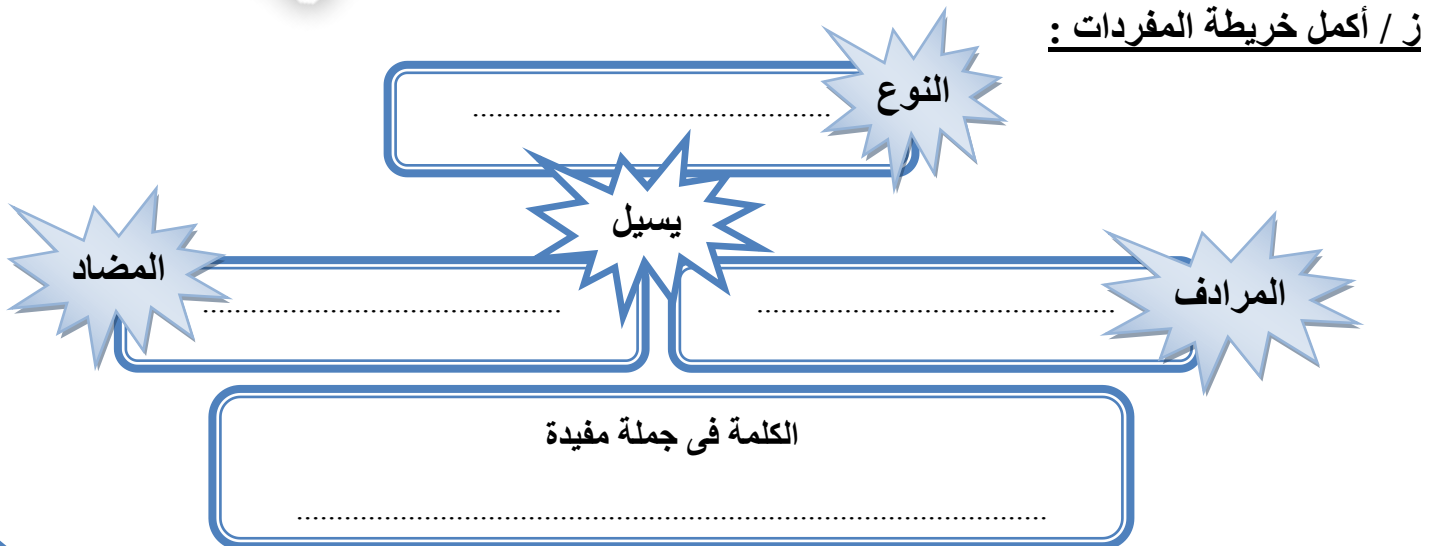 ز / أكمل خريطة المفردات :
النوع
........................................
يسيل
المرادف
........................................
المضاد
........................................
الكلمة فى جملة مفيدة
....................................................................................